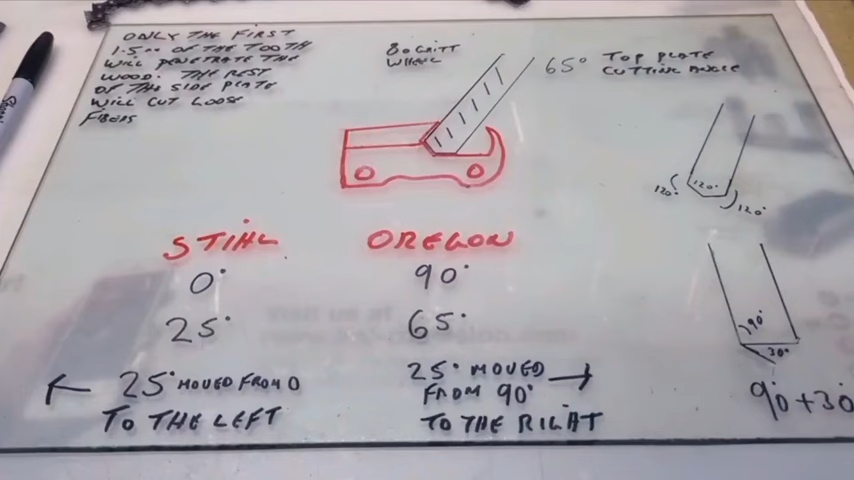 ONLY THE FIRST
1.5mm OF THE TOOTH
WILL PENETRATE THE
WOOD. THE REST
OF THE SIDE PLATE
WILL CUT LOOSE
FIBERS
80 GRITT
WHEEL
65° TOP PLATE
CUTTING ANGLE
120°
120°
120°
STIHL
OREGON
0°
90°
25°
65°
← 25° MOVED FROM 0
TO THE LEFT
25° MOVED →
FROM 90°
TO THE RIGHT
90°
30°
90+30
Sharpie